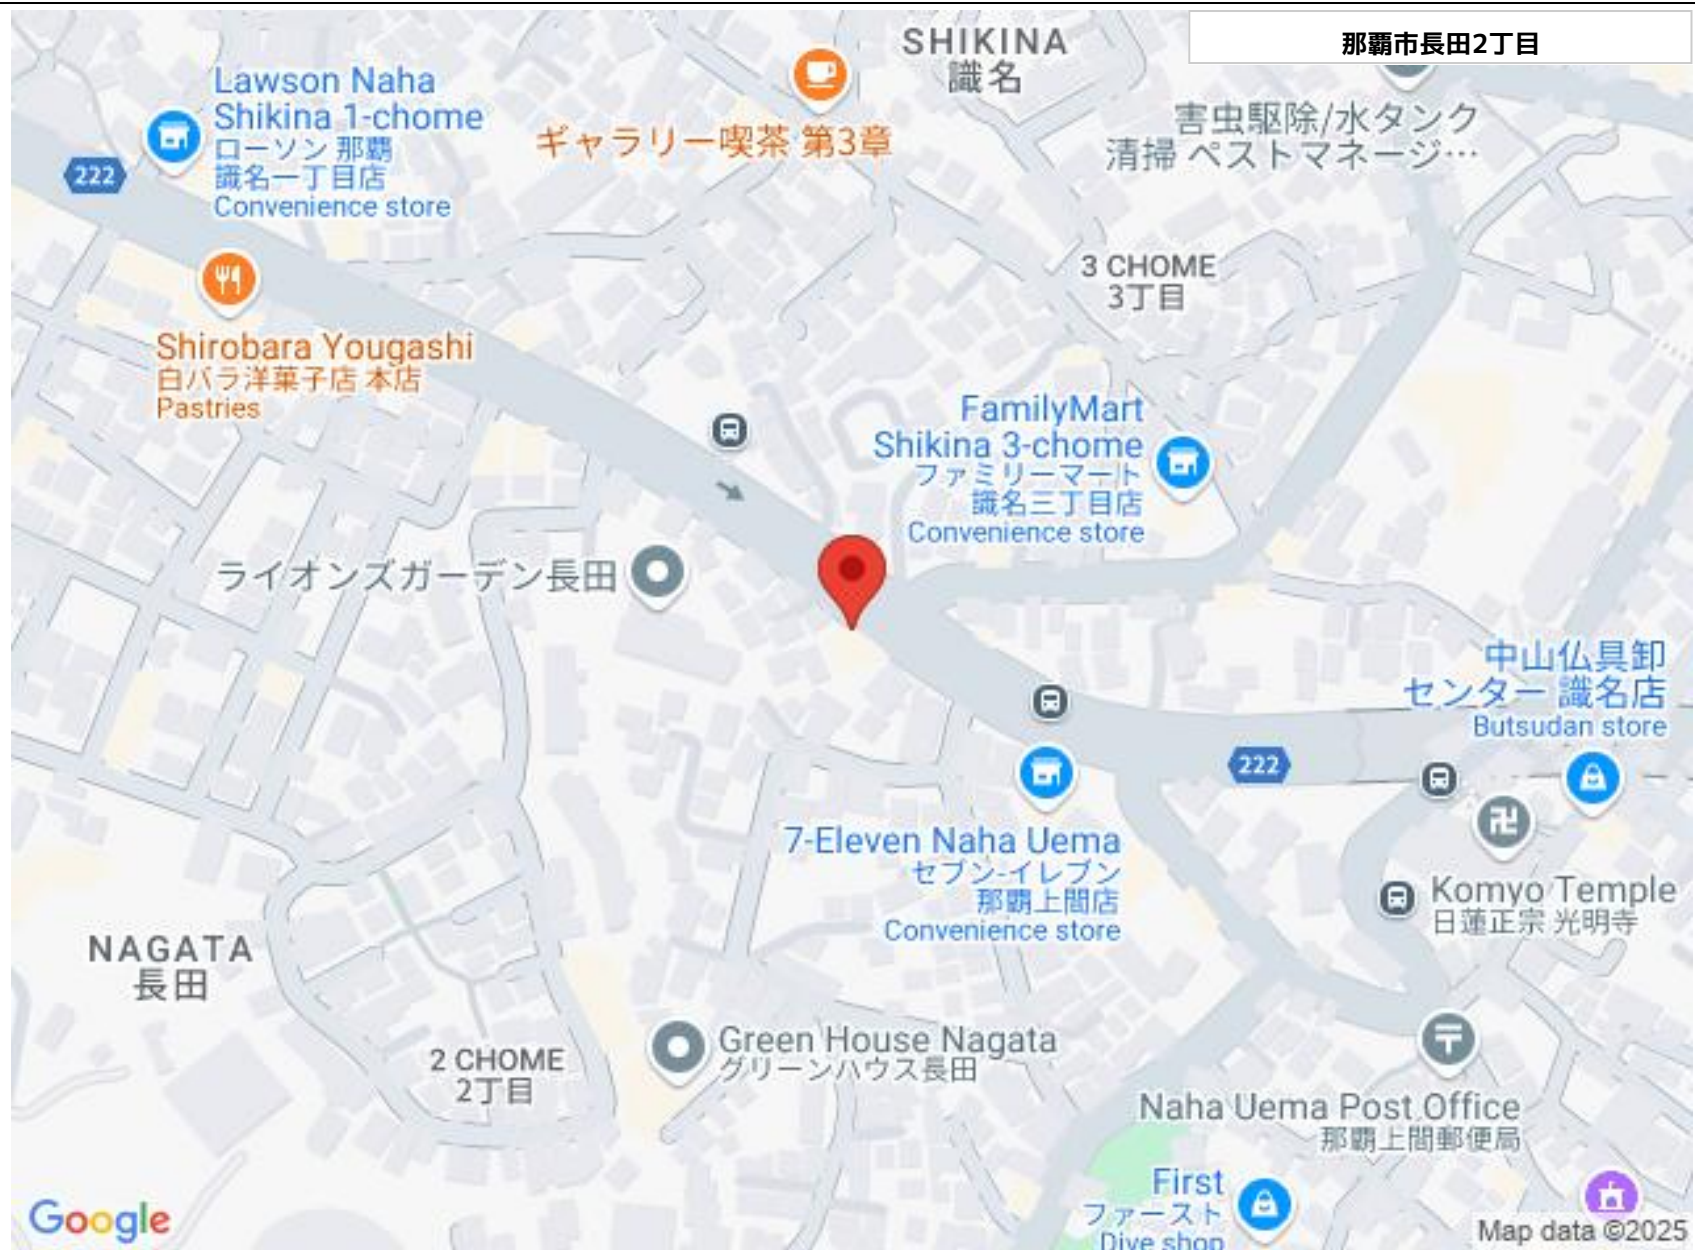 那覇市長田2丁目
SHIKINA
識名
Lawson Naha
Shikina 1-chome
ローソン 那覇
識名一丁目店
Convenience store
222
ギャラリー喫茶 第3章
害虫駆除/水タンク
清掃 ペストマネージ…
3 CHOME
3丁目
Shirobara Yougashi
白バラ洋菓子店 本店
Pastries
FamilyMart
Shikina 3-chome
ファミリーマート
識名三丁目店
Convenience store
ライオンズガーデン長田
中山仏具卸
センター 識名店
Butsudan store
222
7-Eleven Naha Uema
セブン-イレブン
那覇上間店
Convenience store
Komyo Temple
日蓮正宗 光明寺
NAGATA
長田
2 CHOME
2丁目
Green House Nagata
グリーンハウス長田
Naha Uema Post Office
那覇上間郵便局
First
ファースト
Dive shop
Google
Map data ©2025